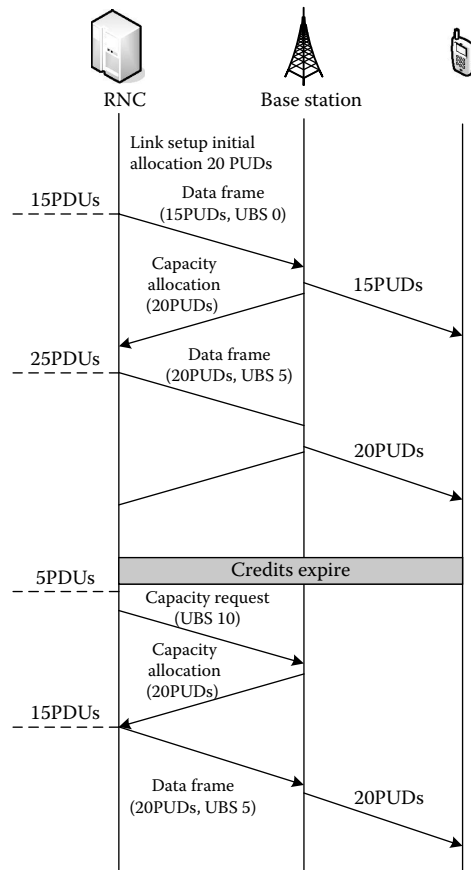 RNC
Base station
Link setup initial
allocation 20 PUDs
15PDUs
Data frame
(15PUDs, UBS 0)
Capacity
allocation
(20PUDs)
15PUDs
25PDUs
Data frame
(20PUDs, UBS 5)
20PUDs
Credits expire
5PDUs
Capacity request
(UBS 10)
Capacity
allocation
(20PUDs)
15PDUs
Data frame
(20PUDs, UBS 5)
20PUDs